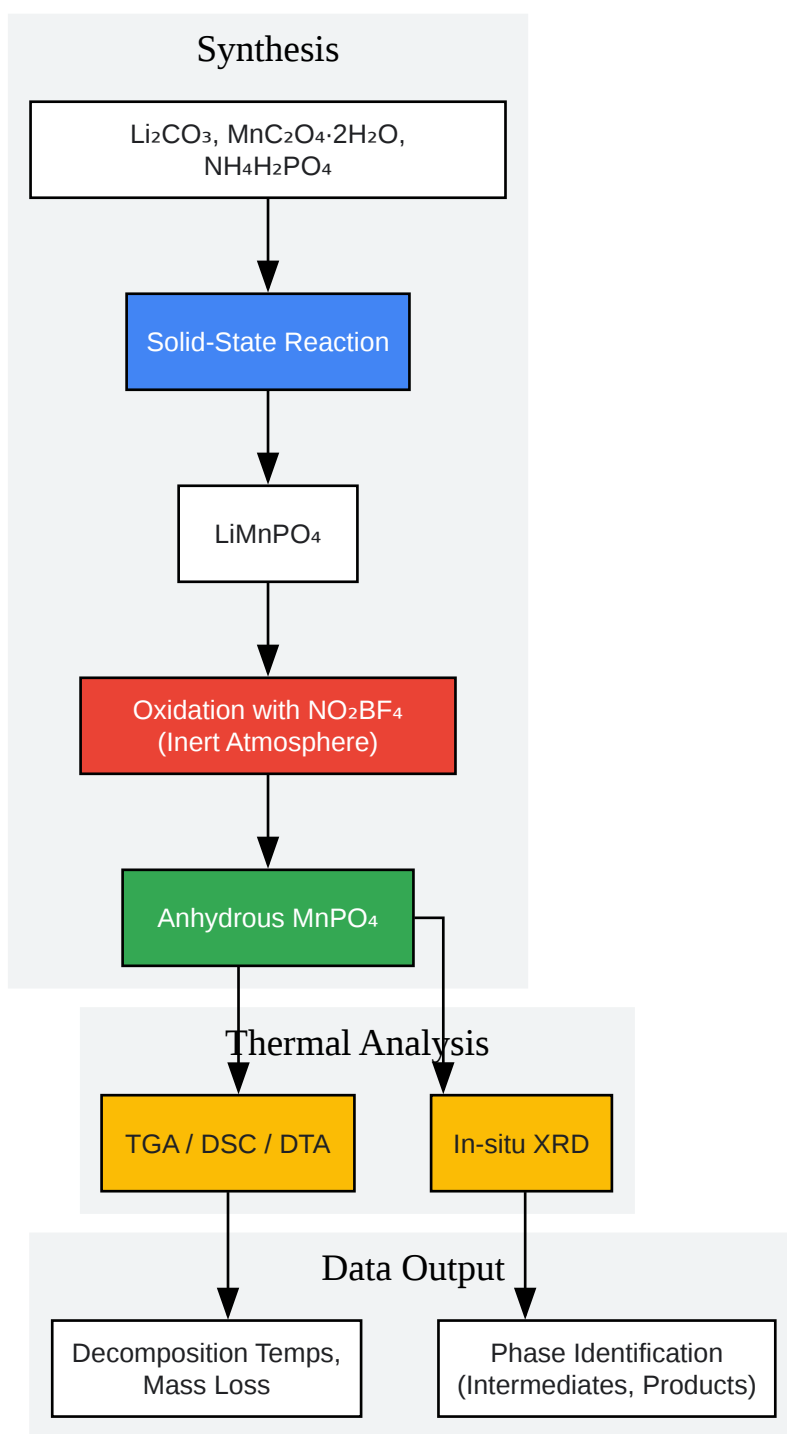 Synthesis
Li₂CO₃, MnC₂O₄·2H₂O,
NH₄H₂PO₄
Solid-State Reaction
LiMnPO₄
Oxidation with NO₂BF₄
(Inert Atmosphere)
Anhydrous MnPO₄
Thermal Analysis
TGA / DSC / DTA
In-situ XRD
Data Output
Decomposition Temps,
Mass Loss
Phase Identification
(Intermediates, Products)